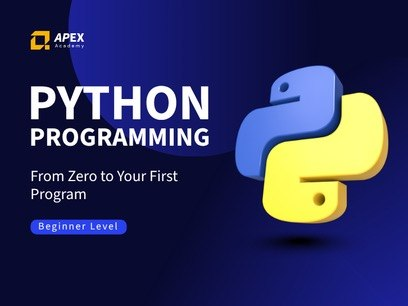 APEX
Academy
PYTHON
PROGRAMMING
From Zero to Your First
Program
Beginner Level